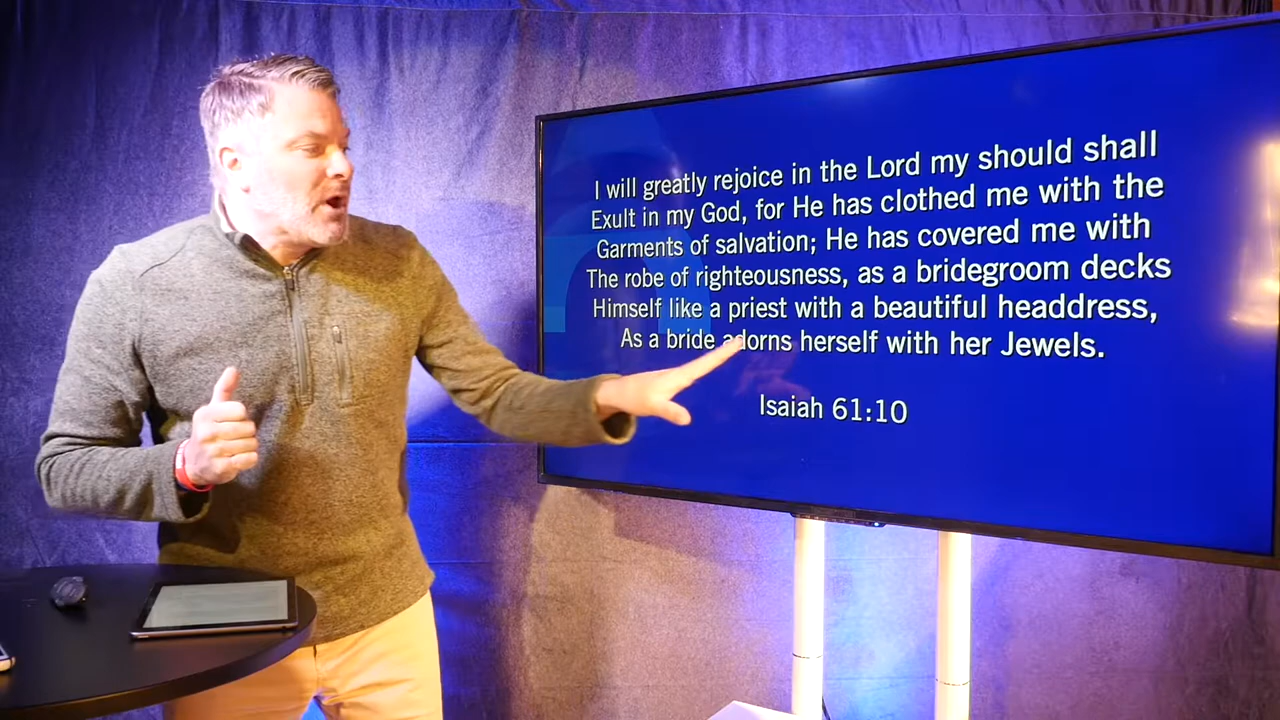 I will greatly rejoice in the Lord my should shall
Exult in my God, for He has clothed me with the
Garments of salvation; He has covered me with
The robe of righteousness, as a bridegroom decks
Himself like a priest with a beautiful headdress,
As a bride adorns herself with her Jewels.
Isaiah 61:10